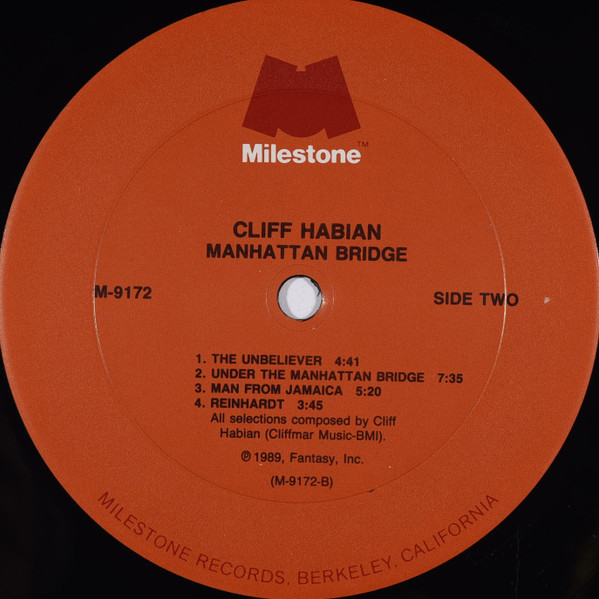 Milestone™
CLIFF HABIAN
MANHATTAN BRIDGE
M-9172
SIDE TWO
1. THE UNBELIEVER 4:41
2. UNDER THE MANHATTAN BRIDGE 7:35
3. MAN FROM JAMAICA 5:20
4. REINHARDT 3:45
All selections composed by Cliff
Habian (Cliffmar Music-BMI).
℗ 1989, Fantasy, Inc.
(M-9172-B)
MILESTONE RECORDS, BERKELEY, CALIFORNIA